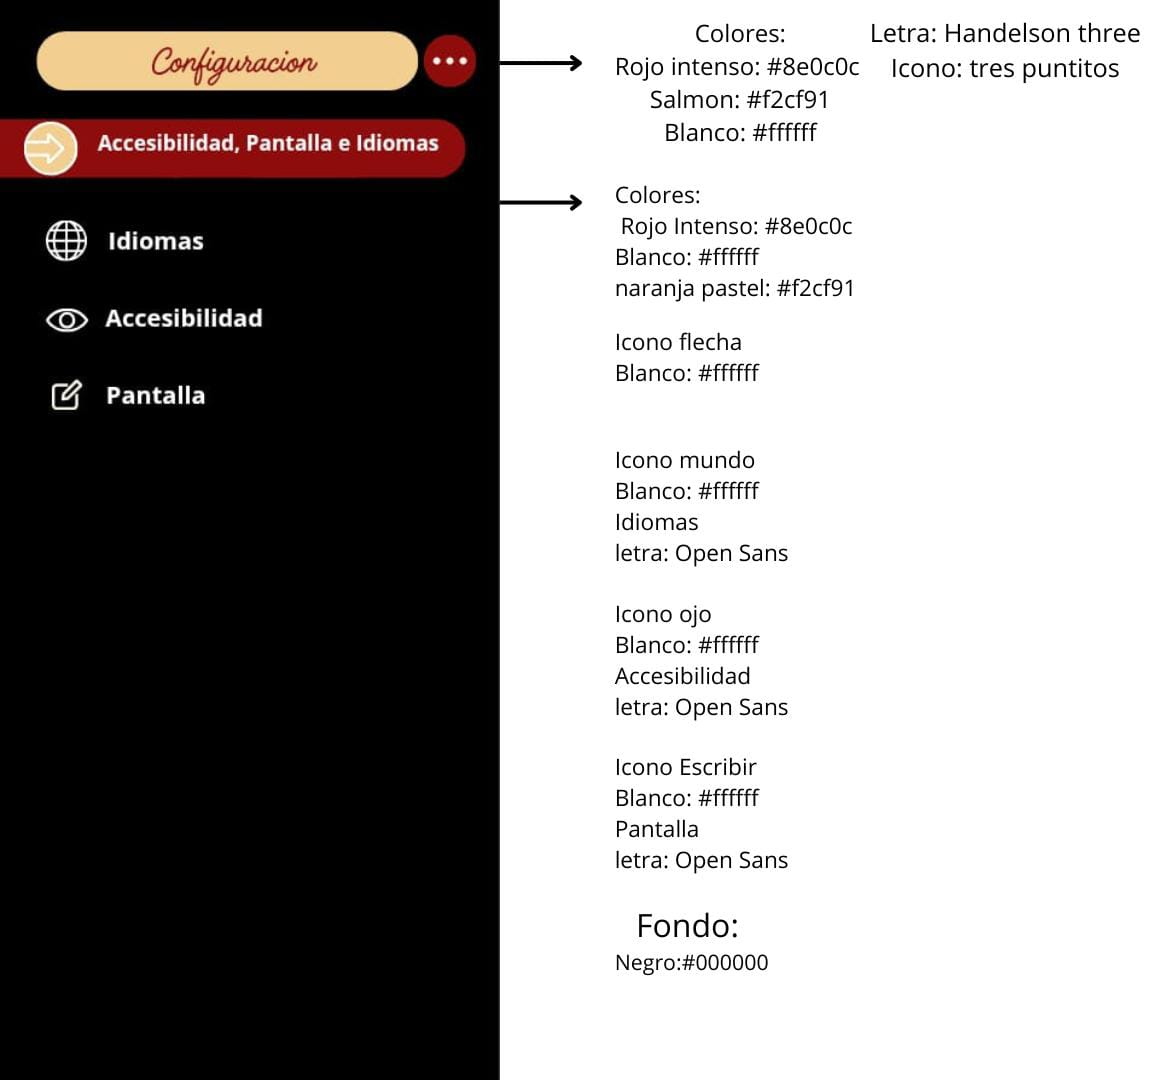 Configuracion
Accesibilidad, Pantalla e Idiomas
Idiomas
Accesibilidad
Pantalla
Colores:
Rojo intenso: #8e0c0c
Salmon: #f2cf91
Blanco: #ffffff
Letra: Handelson three
Icono: tres puntitos
Colores:
Rojo Intenso: #8e0c0c
Blanco: #ffffff
naranja pastel: #f2cf91
Icono flecha
Blanco: #ffffff
Icono mundo
Blanco: #ffffff
Idiomas
letra: Open Sans
Icono ojo
Blanco: #ffffff
Accesibilidad
letra: Open Sans
Icono Escribir
Blanco: #ffffff
Pantalla
letra: Open Sans
Fondo:
Negro:#000000